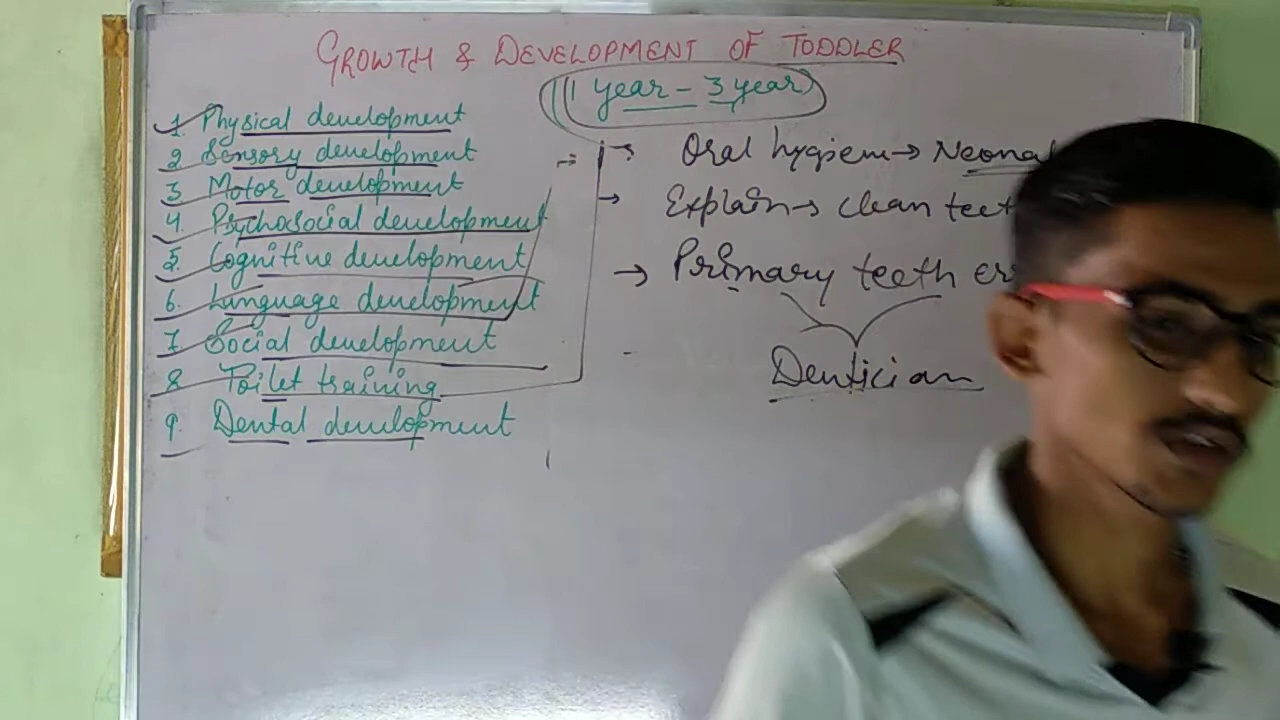 GROWTH & DEVELOPMENT OF TODDLER
1 year - 3 year
1. Physical development
2 Sensory development
3 Motor development
4. Psychosocial development
5. Cognitive development
6. Language development
7 Social development
8 Toilet training
9. Dental development
→ Oral hygiem → Neonat
→ Explain → clean teet
→ Primary teeth er
Dentician